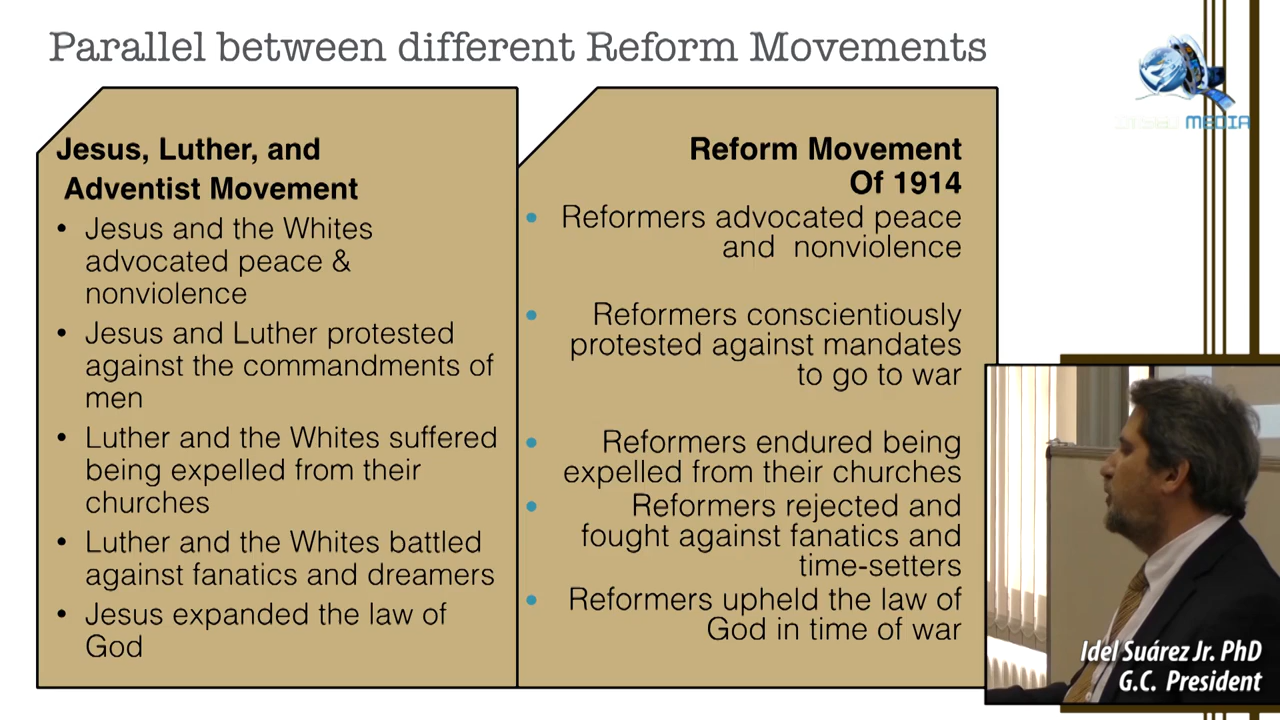 Parallel between different Reform Movements
Jesus, Luther, and
Adventist Movement
• Jesus and the Whites
advocated peace &
nonviolence
• Jesus and Luther protested
against the commandments of
men
• Luther and the Whites suffered
being expelled from their
churches
• Luther and the Whites battled
against fanatics and dreamers
• Jesus expanded the law of
God
Reform Movement
Of 1914
• Reformers advocated peace
and nonviolence
• Reformers conscientiously
protested against mandates
to go to war
• Reformers endured being
expelled from their churches
• Reformers rejected and
fought against fanatics and
time-setters
• Reformers upheld the law of
God in time of war
MEDIA
Idel Suárez Jr. PhD
G.C. President